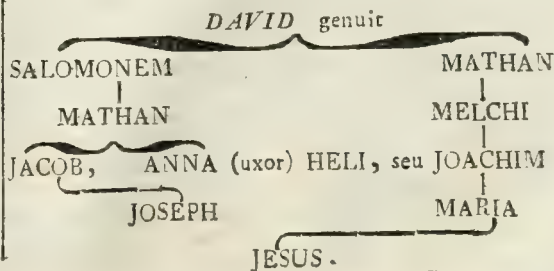 DAVID genuit
SALOMONEM MATHAN
MATHAN MELCHI
JACOB, ANNA (uxor) HELI, seu JOACHIM
JOSEPH MARIA
JESUS.